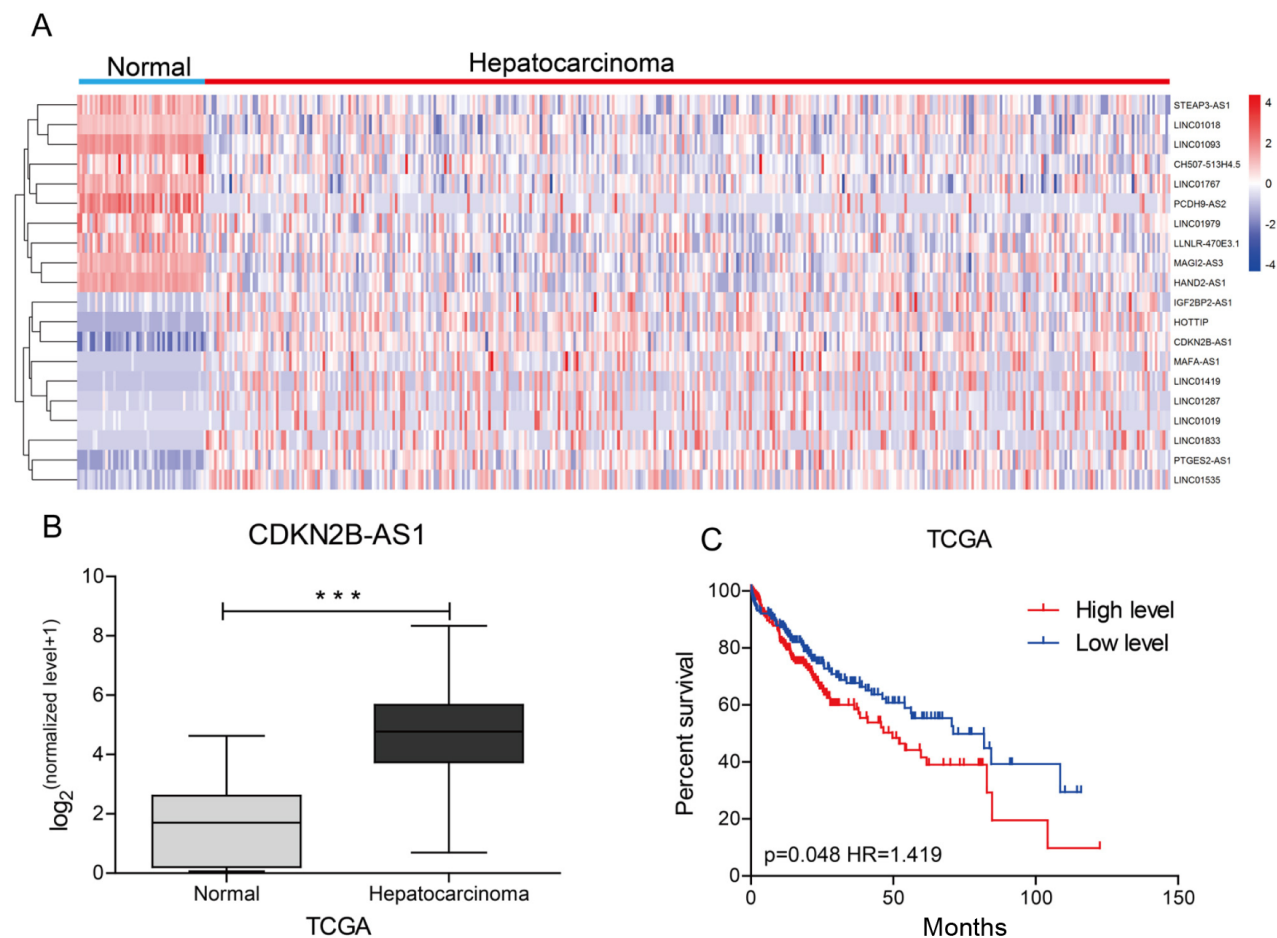 A
Normal
Hepatocarcinoma
STEAP3-AS1
LINC01018
LINC01093
CH507-513H4.5
LINC01767
PCDH9-AS2
LINC01979
LLNLR-470E3.1
MAGI2-AS3
HAND2-AS1
IGF2BP2-AS1
HOTTIP
CDKN2B-AS1
MAFA-AS1
LINC01419
LINC01287
LINC01019
LINC01833
PTGES2-AS1
LINC01535
4
2
0
-2
-4
B
CDKN2B-AS1
log2(normalized level+1)
10
8
6
4
2
0
***
Normal
Hepatocarcinoma
TCGA
C
TCGA
Percent survival
100
80
60
40
20
0
High level
Low level
p=0.048 HR=1.419
0
50
100
150
Months